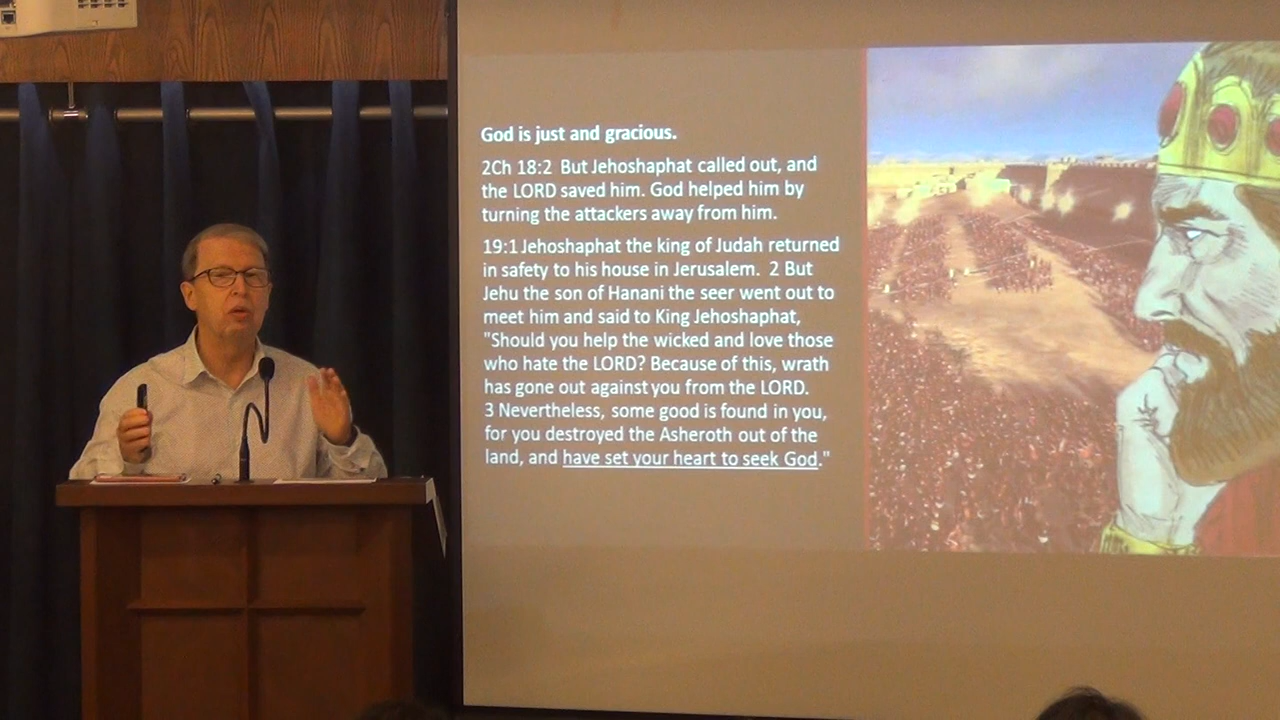 God is just and gracious.
2Ch 18:2 But Jehoshaphat called out, and
the LORD saved him. God helped him by
turning the attackers away from him.
19:1 Jehoshaphat the king of Judah returned
in safety to his house in Jerusalem. 2 But
Jehu the son of Hanani the seer went out to
meet him and said to King Jehoshaphat,
"Should you help the wicked and love those
who hate the LORD? Because of this, wrath
has gone out against you from the LORD.
3 Nevertheless, some good is found in you,
for you destroyed the Asheroth out of the
land, and have set your heart to seek God."